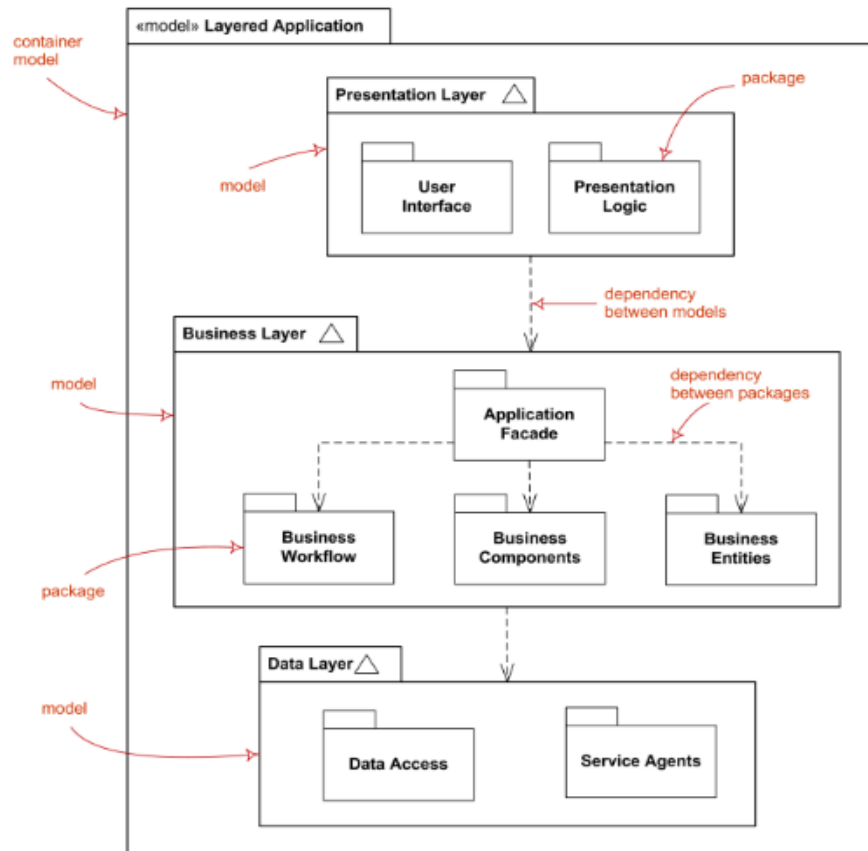 «model» Layered Application
container
model
Presentation Layer
package
model
User
Interface
Presentation
Logic
dependency
between models
Business Layer
model
dependency
between packages
Application
Facade
Business
Workflow
Business
Components
Business
Entities
package
Data Layer
model
Data Access
Service Agents